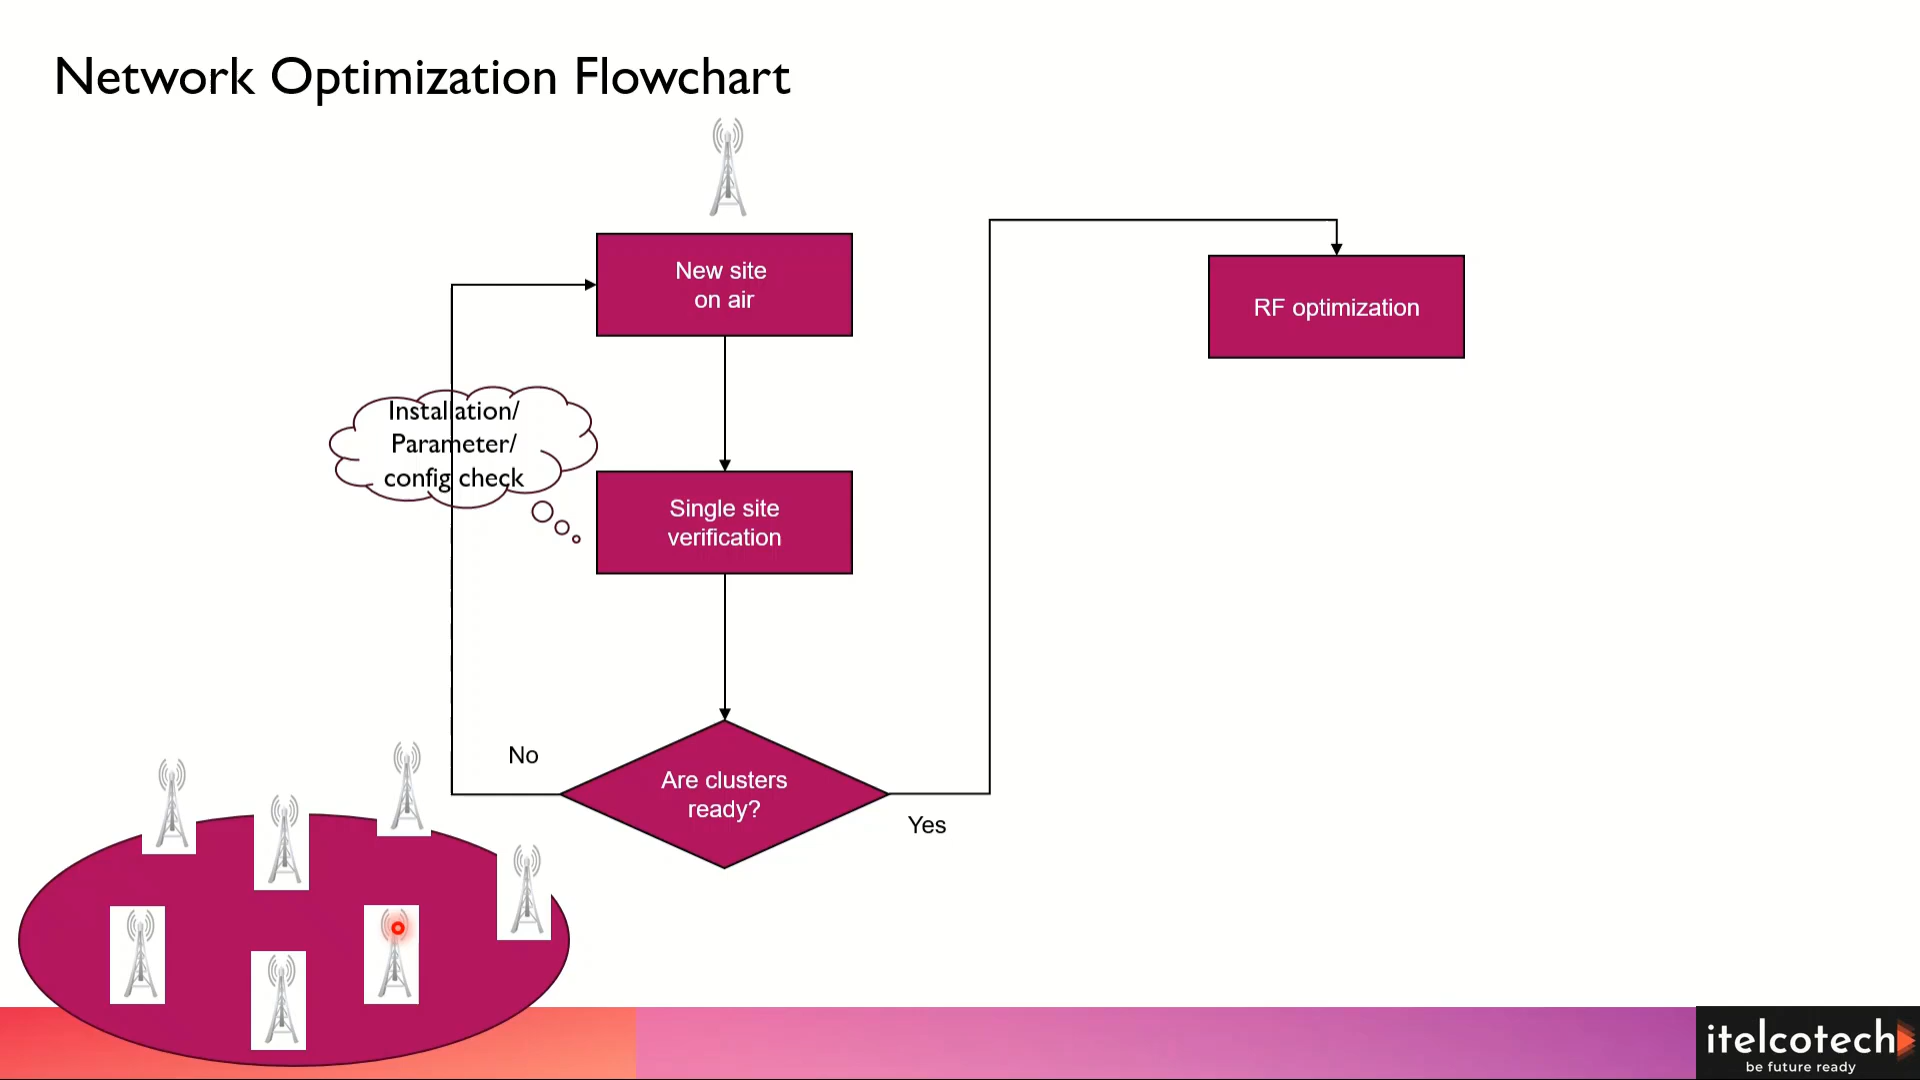 Network Optimization Flowchart
New site
on air
RF optimization
Installation/
Parameter/
config check
Single site
verification
No
Are clusters
ready?
Yes
itelcotech
be future ready